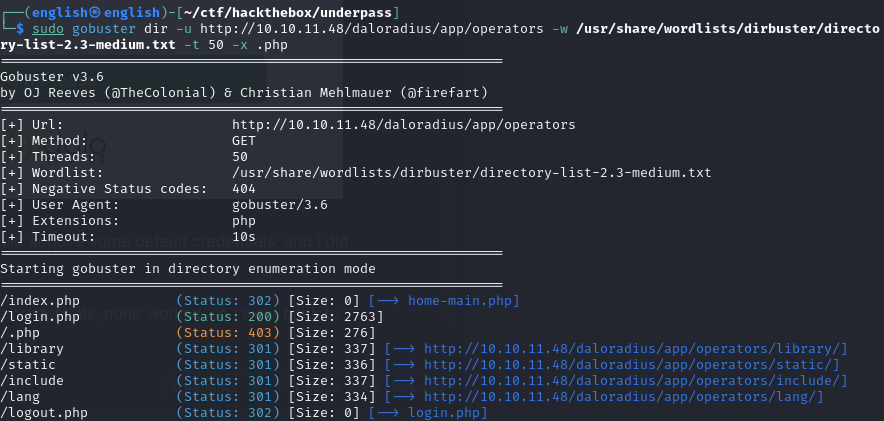 ┌──(english㉿english)-[~/ctf/hackthebox/underpass]
└─$ sudo gobuster dir -u http://10.10.11.48/daloradius/app/operators -w /usr/share/wordlists/dirbuster/directo
ry-list-2.3-medium.txt -t 50 -x .php
===============================================================
Gobuster v3.6
by OJ Reeves (@TheColonial) & Christian Mehlmauer (@firefart)
===============================================================
[+] Url:                     http://10.10.11.48/daloradius/app/operators
[+] Method:                  GET
[+] Threads:                 50
[+] Wordlist:                /usr/share/wordlists/dirbuster/directory-list-2.3-medium.txt
[+] Negative Status codes:   404
[+] User Agent:              gobuster/3.6
[+] Extensions:              php
[+] Timeout:                 10s
some default credentials, and I did
===============================================================
Starting gobuster in directory enumeration mode
===============================================================
/index.php            (Status: 302) [Size: 0] [--> home-main.php]
/login.php            (Status: 200) [Size: 2763]
/.php                 (Status: 403) [Size: 276]
/library              (Status: 301) [Size: 337] [--> http://10.10.11.48/daloradius/app/operators/library/]
/static               (Status: 301) [Size: 336] [--> http://10.10.11.48/daloradius/app/operators/static/]
/include              (Status: 301) [Size: 337] [--> http://10.10.11.48/daloradius/app/operators/include/]
/lang                 (Status: 301) [Size: 334] [--> http://10.10.11.48/daloradius/app/operators/lang/]
/logout.php           (Status: 302) [Size: 0] [--> login.php]